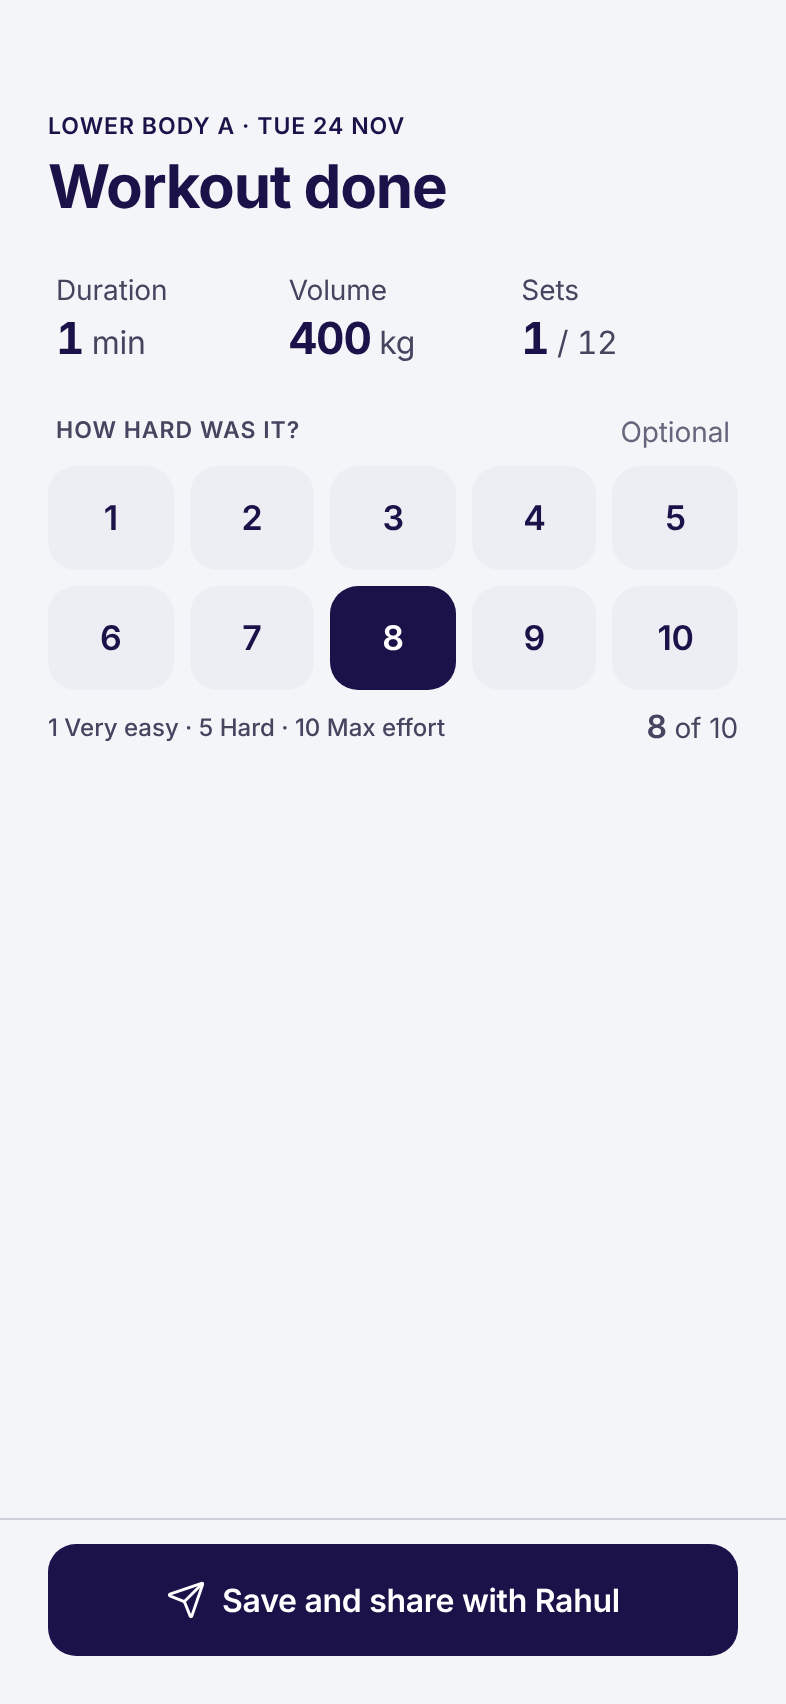 LOWER BODY A · TUE 24 NOV
Workout done
Duration Volume Sets
1 min 400 kg 1 / 12
HOW HARD WAS IT? Optional
1 2 3 4 5
6 7 8 9 10
1 Very easy · 5 Hard · 10 Max effort 8 of 10
Save and share with Rahul